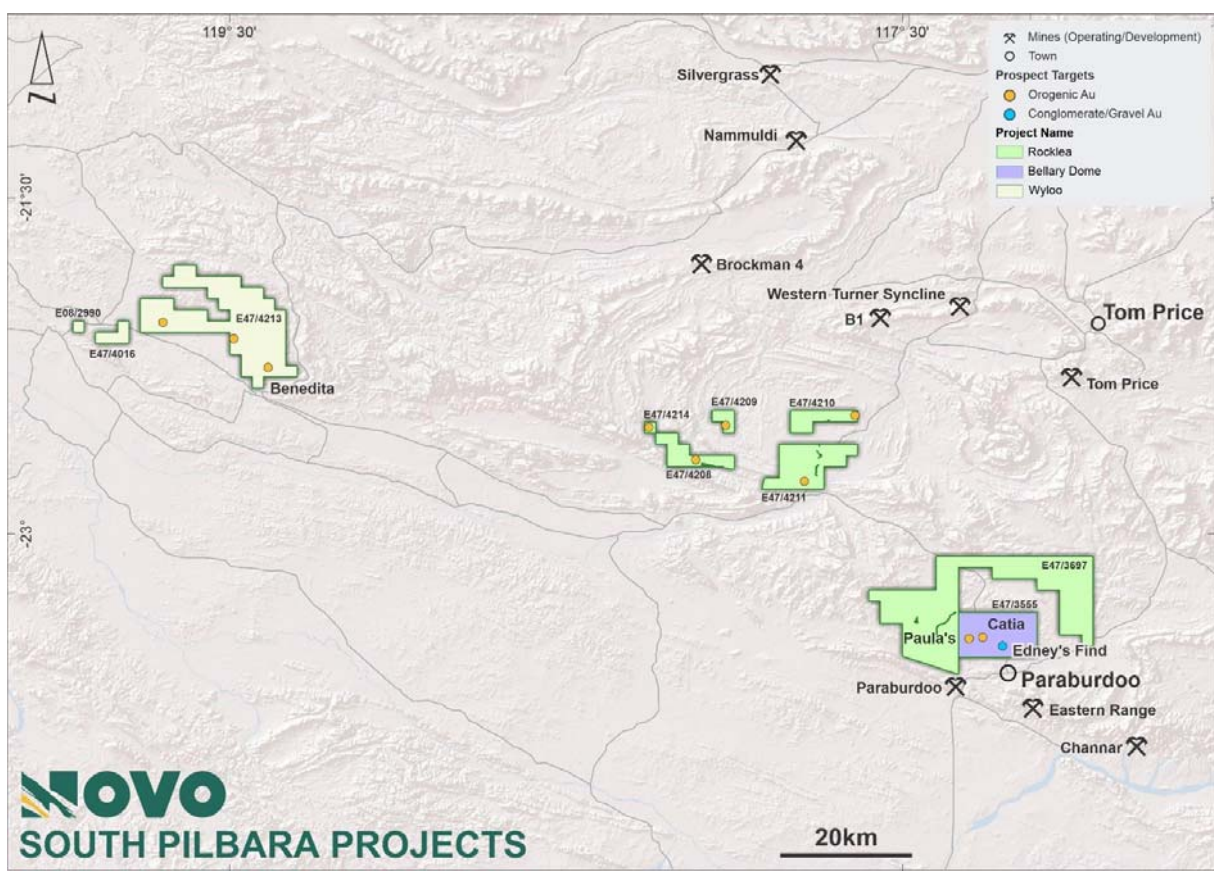 119° 30'
117° 30'
Mines (Operating/Development)
Town
Prospect Targets
Orogenic Au
Conglomerate/Gravel Au
Project Name
Rocklea
Bellary Dome
Wyloo
N
Silvergrass
Nammuldi
-21°30'
Brockman 4
Western Turner Syncline
B1
Tom Price
Tom Price
E08/2990
E47/4213
E47/4016
Benedita
E47/4214
E47/4209
E47/4210
E47/4208
E47/4211
-23°
E47/3697
E47/3555
Catia
Paula's
Edney's Find
Paraburdoo
Paraburdoo
Eastern Range
Channar
NOVO
SOUTH PILBARA PROJECTS
20km